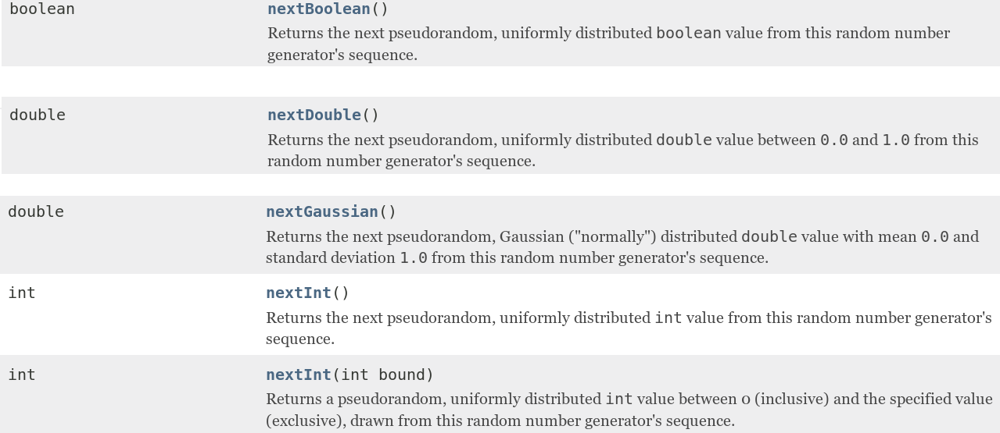 boolean nextBoolean()
Returns the next pseudorandom, uniformly distributed boolean value from this random number
generator's sequence.
double nextDouble()
Returns the next pseudorandom, uniformly distributed double value between 0.0 and 1.0 from this
random number generator's sequence.
double nextGaussian()
Returns the next pseudorandom, Gaussian ("normally") distributed double value with mean 0.0 and
standard deviation 1.0 from this random number generator's sequence.
int nextInt()
Returns the next pseudorandom, uniformly distributed int value from this random number generator's
sequence.
int nextInt(int bound)
Returns a pseudorandom, uniformly distributed int value between 0 (inclusive) and the specified value
(exclusive), drawn from this random number generator's sequence.